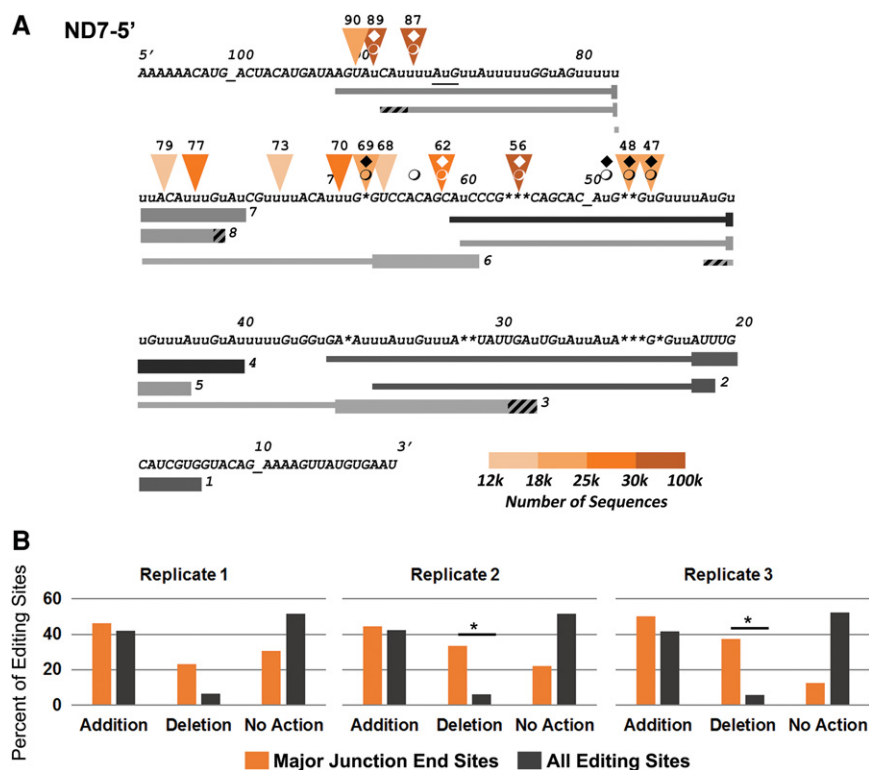 A ND7-5'
90 89 87
5' 100 90 80
AAAAAACAUG_ACUACAUGAUAAGUAuCAuuuuAuGuuAuuuuuGGuAGuuuuu
79 77 73 70 69 68 62 56 48 47
7 60 50
uuACAuuuGuAuCGuuuuACAuuuG*GUCCACAGCAuCCCG***CAGCAC_AuG**GuGuuuuAuGu
7
8
6
40 30 20
uGuuuAuuGuAuuuuuGuGGuGA*AuuuAuuGuuuA**UAUUGAuUGuAuuAuA***G*GuuAUUUG
4
5
2
3
10 3'
CAUCGUGGUACAG_AAAAGUUAUGUGAAU
1
12k 18k 25k 30k 100k
Number of Sequences
B
Replicate 1 Replicate 2 Replicate 3
Percent of Editing Sites
60
40
20
0
* *
Addition Deletion No Action Addition Deletion No Action Addition Deletion No Action
Major Junction End Sites All Editing Sites